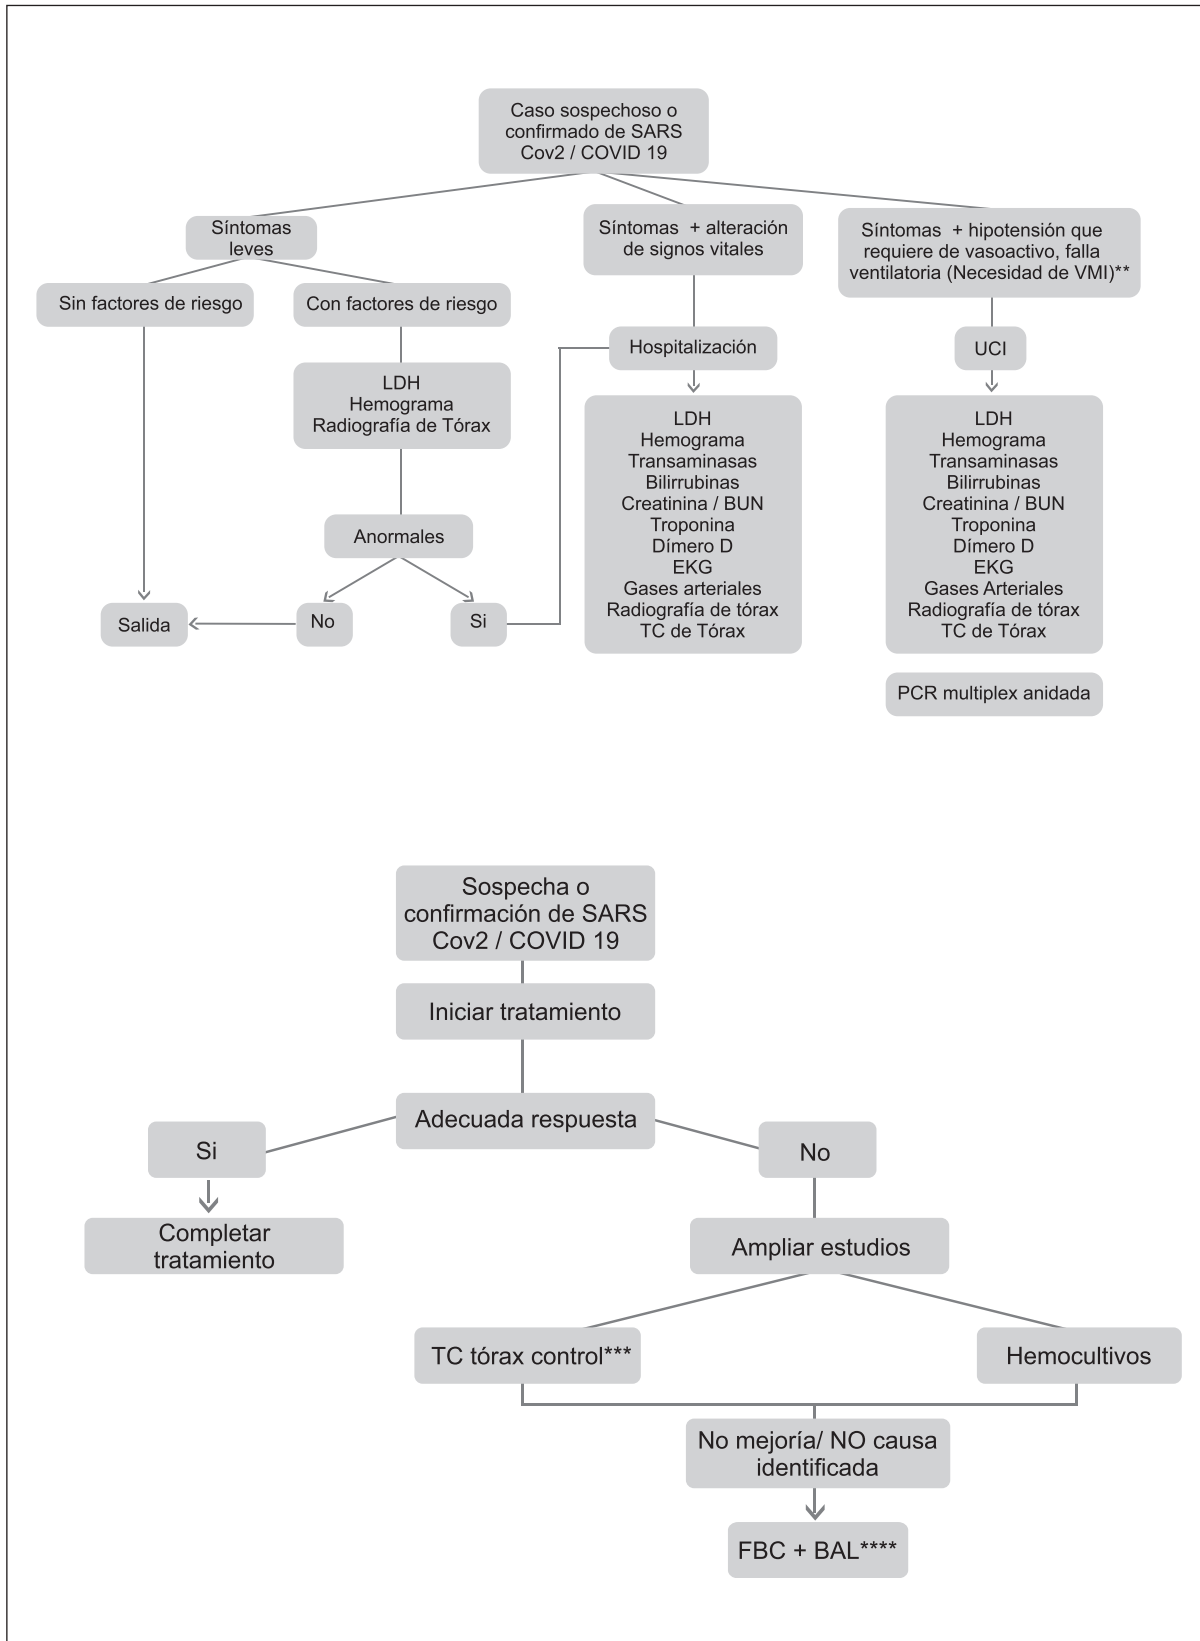 Caso sospechoso o
confirmado de SARS
Cov2 / COVID 19
Síntomas
leves
Síntomas + alteración
de signos vitales
Síntomas + hipotensión que
requiere de vasoactivo, falla
ventilatoria (Necesidad de VMI)**
Sin factores de riesgo
Con factores de riesgo
Hospitalización
UCI
LDH
Hemograma
Radiografía de Tórax
LDH
Hemograma
Transaminasas
Bilirrubinas
Creatinina / BUN
Troponina
Dímero D
EKG
Gases arteriales
Radiografía de tórax
TC de Tórax
LDH
Hemograma
Transaminasas
Bilirrubinas
Creatinina / BUN
Troponina
Dímero D
EKG
Gases Arteriales
Radiografía de tórax
TC de Tórax
Anormales
Salida
No
Si
PCR multiplex anidada
Sospecha o
confirmación de SARS
Cov2 / COVID 19
Iniciar tratamiento
Adecuada respuesta
Si
No
Completar
tratamiento
Ampliar estudios
TC tórax control***
Hemocultivos
No mejoría/ NO causa
identificada
FBC + BAL****